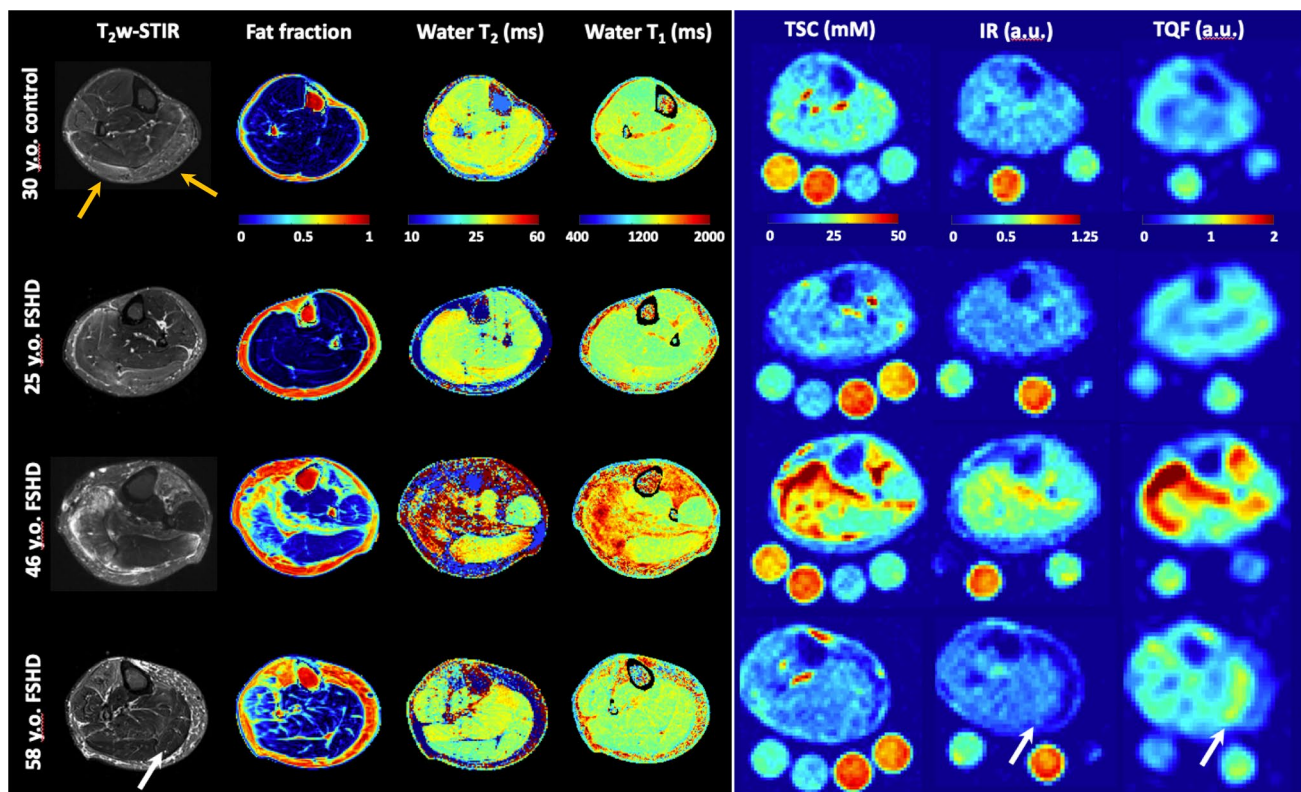 T₂w-STIR Fat fraction Water T₂ (ms) Water T₁ (ms) TSC (mM) IR (a.u.) TQF (a.u.)
30 y.o. control
0 0.5 1 10 25 60 400 1200 2000 0 25 50 0 0.5 1.25 0 1 2
25 y.o. FSHD
46 y.o. FSHD
58 y.o. FSHD